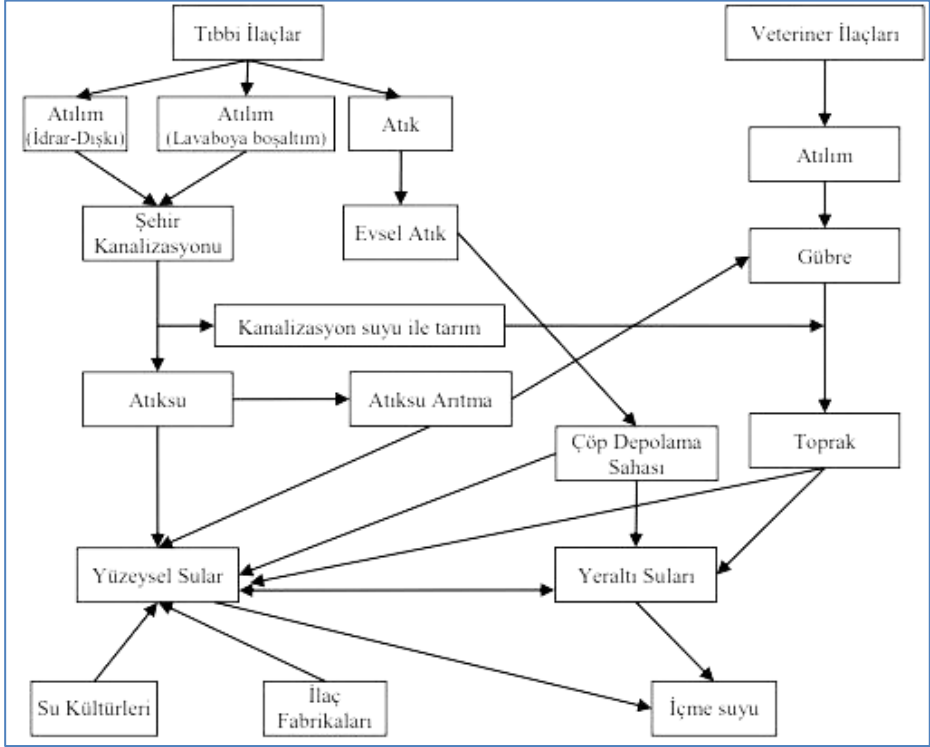 Tıbbi İlaçlar
Veteriner İlaçları
Atılım
(İdrar-Dışkı)
Atılım
(Lavaboya boşaltım)
Atık
Atılım
Şehir
Kanalizasyonu
Evsel Atık
Gübre
Kanalizasyon suyu ile tarım
Atıksu
Atıksu Arıtma
Çöp Depolama
Sahası
Toprak
Yüzeysel Sular
Yeraltı Suları
Su Kültürleri
İlaç
Fabrikaları
İçme suyu